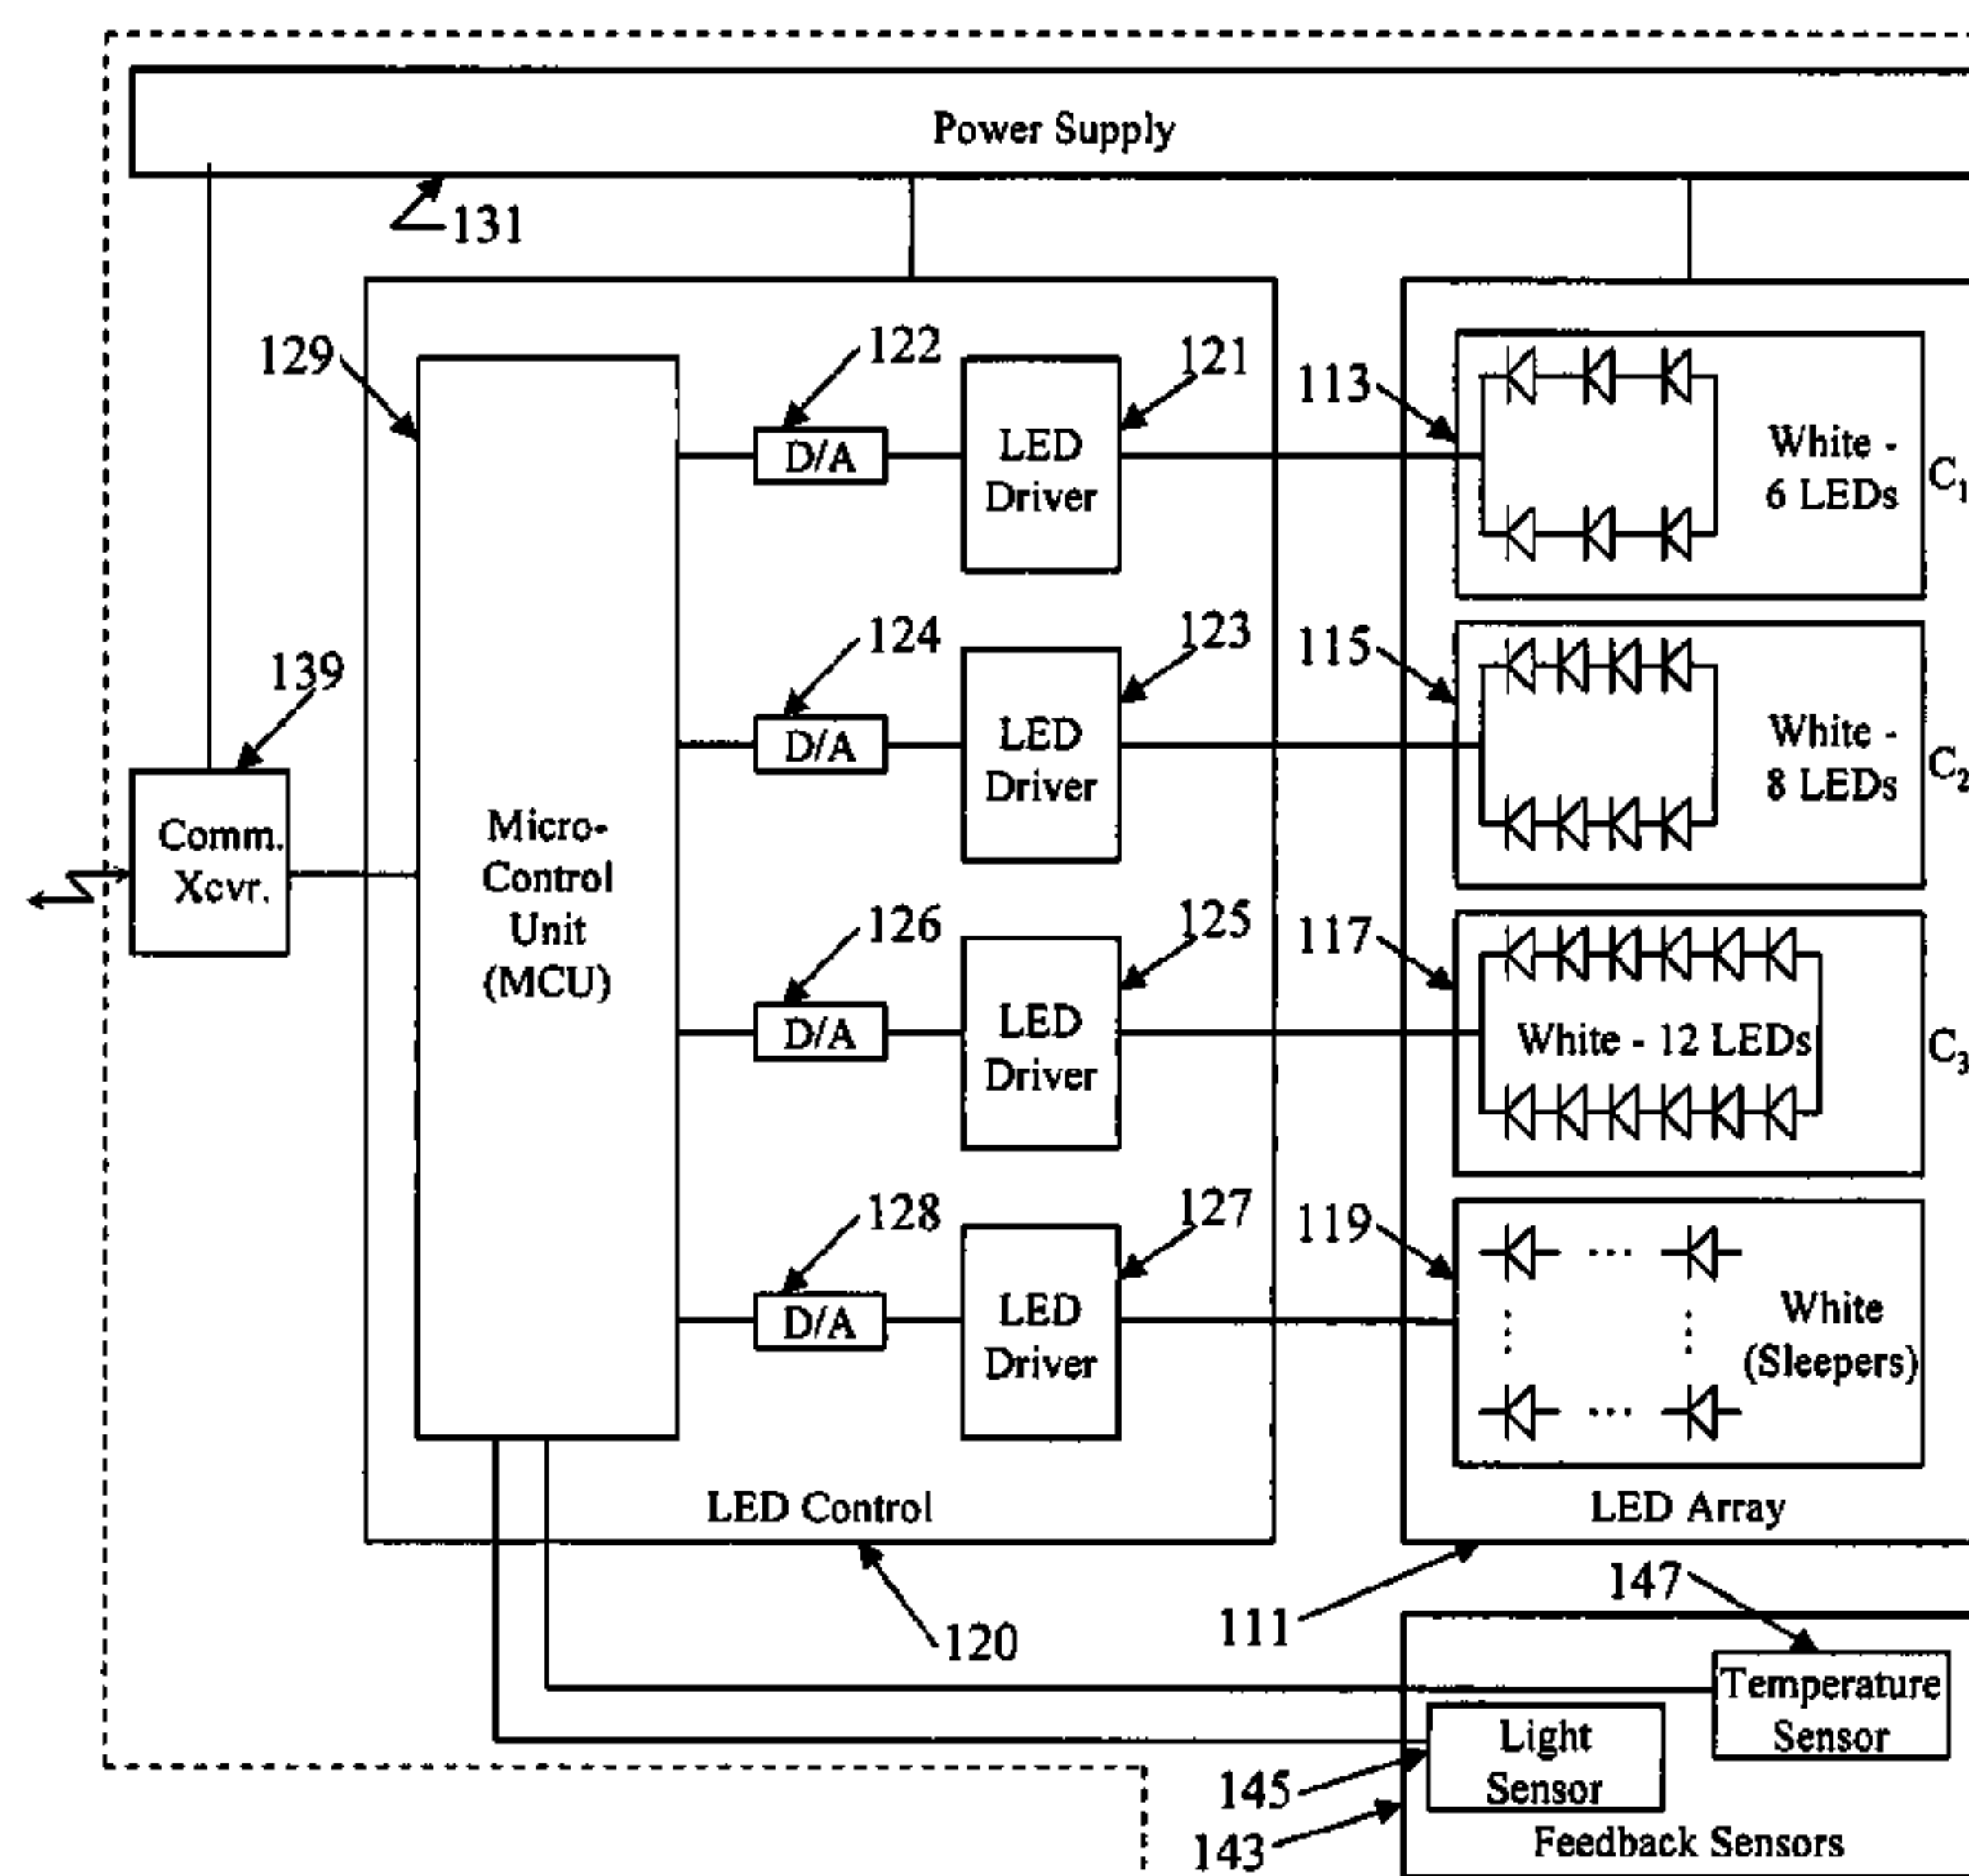 Power Supply
131
129
122
121
113
D/A
LED
Driver
White -
6 LEDs
C1
139
124
123
115
D/A
LED
Driver
White -
8 LEDs
C2
Comm.
Xcvr.
Micro-
Control
Unit
(MCU)
126
125
117
D/A
LED
Driver
White - 12 LEDs
C3
128
127
119
D/A
LED
Driver
White
(Sleepers)
LED Control
LED Array
120
111
147
Temperature
Sensor
Light
Sensor
145
143
Feedback Sensors